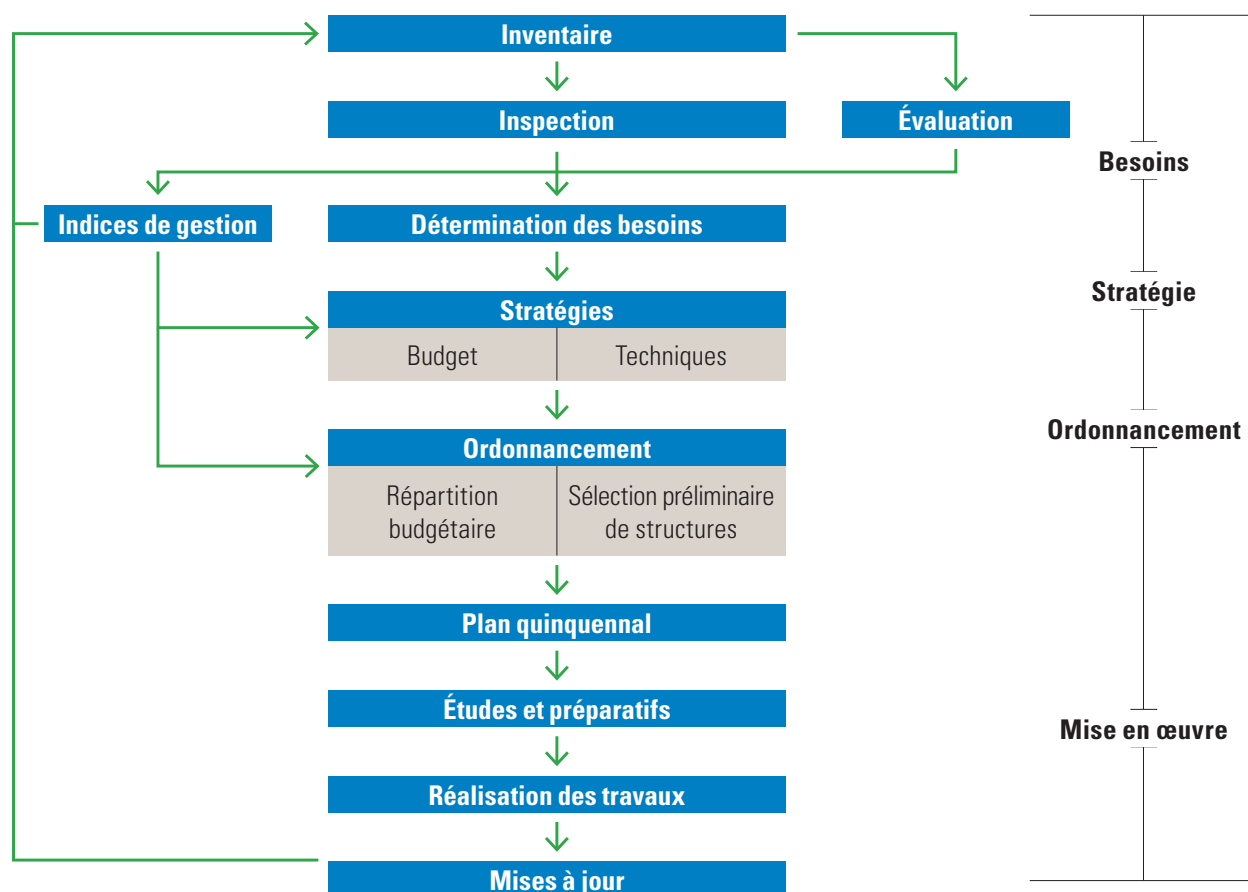 Inventaire
Inspection
Évaluation
Besoins
Indices de gestion
Détermination des besoins
Stratégie
Stratégies
Budget
Techniques
Ordonnancement
Ordonnancement
Répartition
budgétaire
Sélection préliminaire
de structures
Plan quinquennal
Études et préparatifs
Mise en œuvre
Réalisation des travaux
Mises à jour